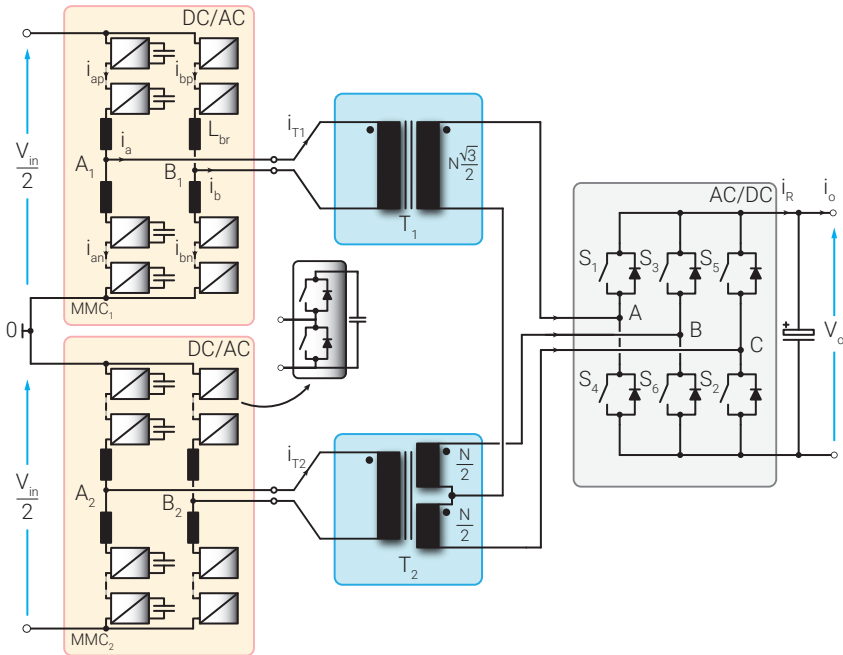 DC/AC
i_ap
i_bp
L_br
V_in/2
i_a
A_1
B_1
i_b
i_an
i_bn
MMC_1
i_T1
N√3/2
T_1
0
DC/AC
V_in/2
A_2
B_2
MMC_2
i_T2
N/2
N/2
T_2
AC/DC
i_R
i_o
S_1
S_3
S_5
A
B
C
S_4
S_6
S_2
+
V_o